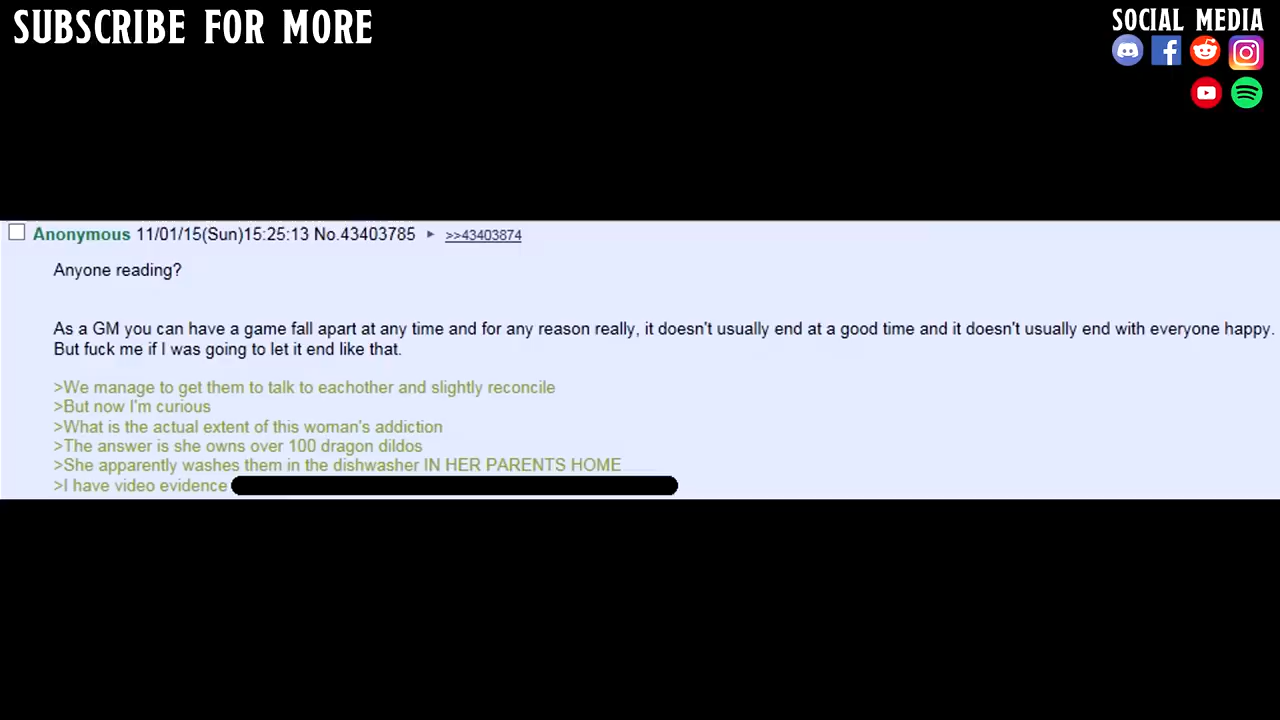 SUBSCRIBE FOR MORE
SOCIAL MEDIA
Anonymous 11/01/15(Sun)15:25:13 No.43403785 ▶ >>43403874
Anyone reading?
As a GM you can have a game fall apart at any time and for any reason really, it doesn't usually end at a good time and it doesn't usually end with everyone happy.
But fuck me if I was going to let it end like that.
>We manage to get them to talk to eachother and slightly reconcile
>But now I'm curious
>What is the actual extent of this woman's addiction
>The answer is she owns over 100 dragon dildos
>She apparently washes them in the dishwasher IN HER PARENTS HOME
>I have video evidence